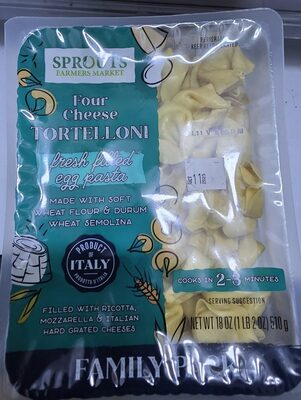 SPROUTS
FARMERS MARKET
Four
Cheese
TORTELLONI
fresh filled
egg pasta
MADE WITH SOFT
WHEAT FLOUR & DURUM
WHEAT SEMOLINA
PRODUCT OF
ITALY
FILLED WITH RICOTTA,
MOZZARELLA & ITALIAN
HARD GRATED CHEESES
COOKS IN 2-3 MINUTES
SERVING SUGGESTION
NET WT 18 OZ (1 LB 2 OZ) 510 g
FAMILY